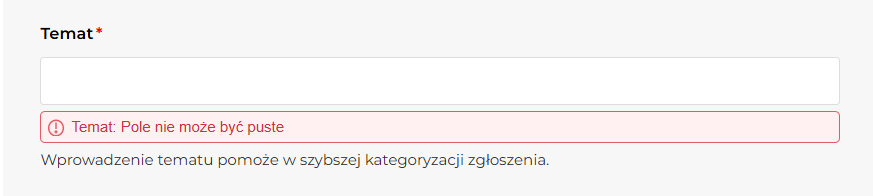 Temat*
Temat: Pole nie może być puste
Wprowadzenie tematu pomoże w szybszej kategoryzacji zgłoszenia.